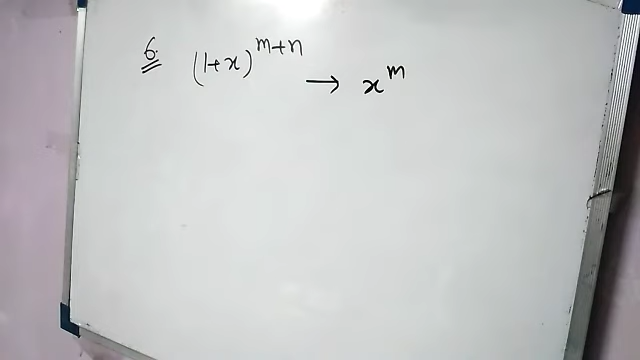 6. (1+x)^{m+n} → x^m